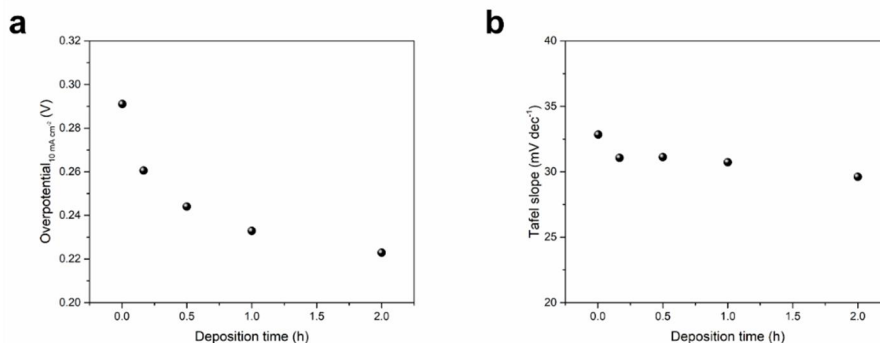 a
0.32
0.30
0.28
0.26
0.24
0.22
0.20
Overpotential10 mA cm-2 (V)
0.0 0.5 1.0 1.5 2.0
Deposition time (h)
b
40
35
30
25
20
Tafel slope (mV dec-1)
0.0 0.5 1.0 1.5 2.0
Deposition time (h)